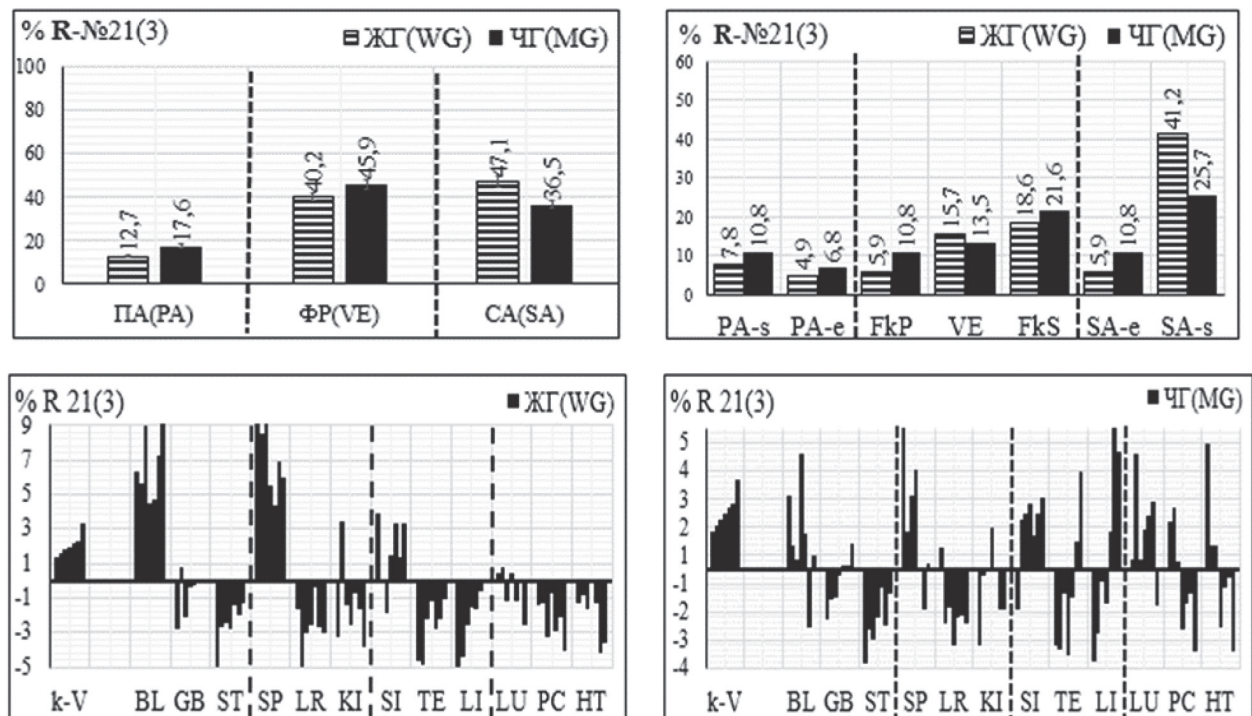 % R-№21(3)
ЖГ(WG) ЧГ(MG)
100
80
60
40
20
0
12,7 17,6 40,2 45,9 47,1 36,5
ПА(PA) ФР(VE) СА(SA)
% R-№21(3)
ЖГ(WG) ЧГ(MG)
60
50
40
30
20
10
0
7,8 10,8 4,9 6,8 5,9 10,8 15,7 13,5 18,6 21,6 5,9 10,8 41,2 25,7
PA-s PA-e FkP VE FkS SA-e SA-s
% R 21(3)
ЖГ(WG)
9
7
5
3
1
-1
-3
-5
k-V BL GB ST SP LR KI SI TE LI LU PC HT
% R 21(3)
ЧГ(MG)
5
4
3
2
1
-1
-2
-3
-4
k-V BL GB ST SP LR KI SI TE LI LU PC HT